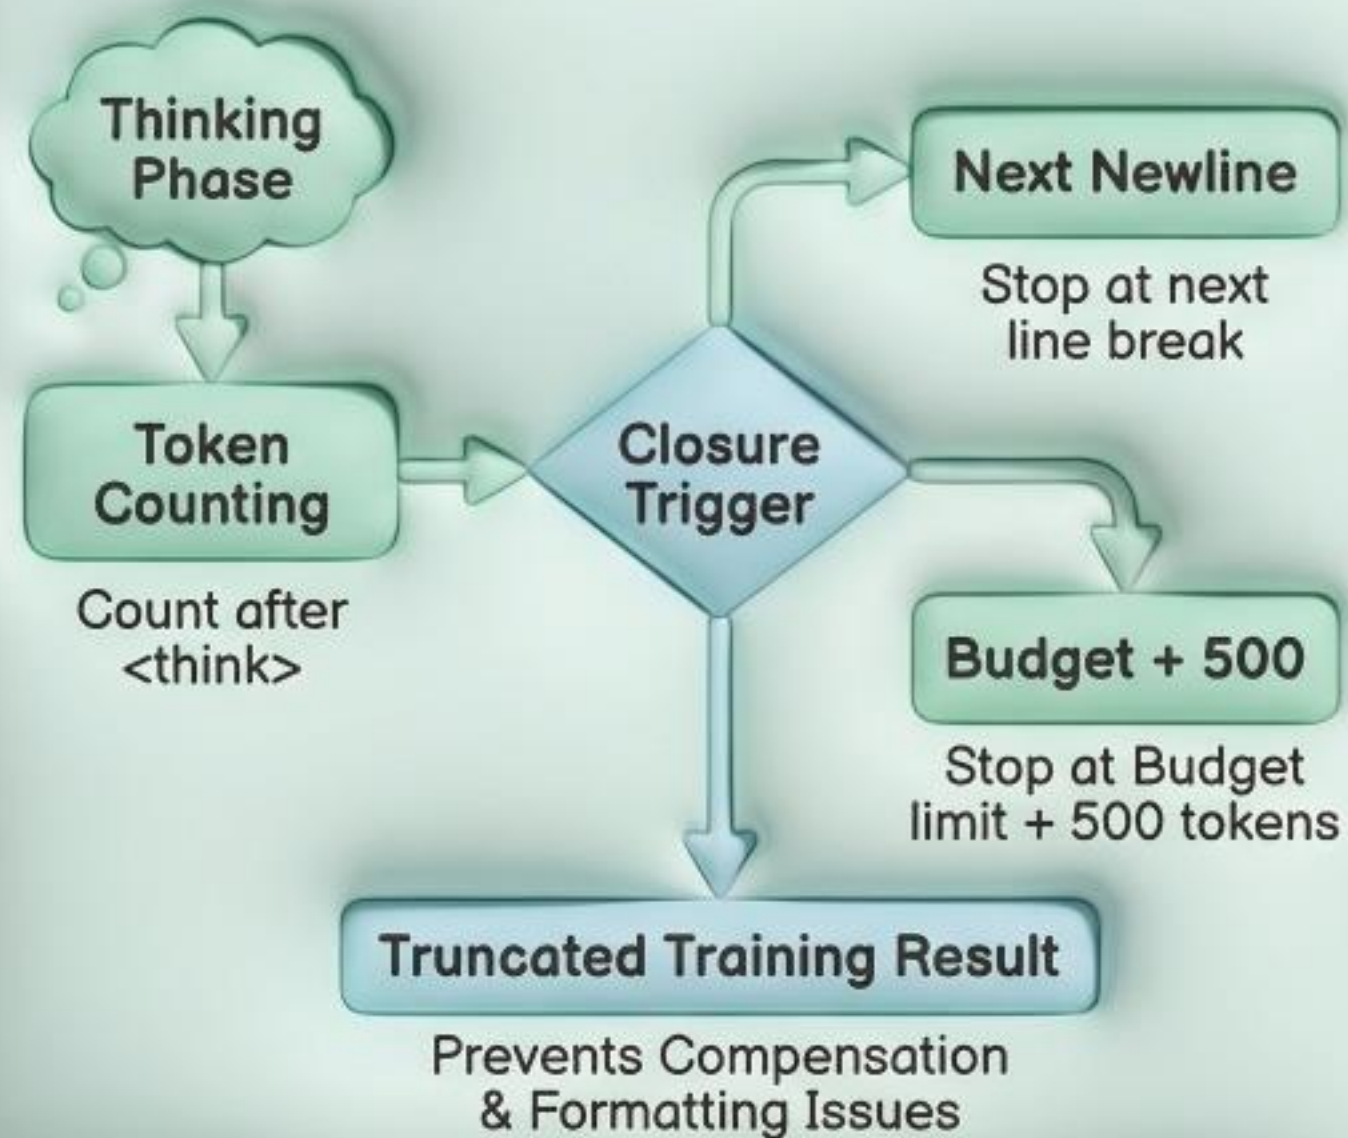 Thinking
Phase
Token
Counting
Count after
<think>
Closure
Trigger
Next Newline
Stop at next
line break
Budget + 500
Stop at Budget
limit + 500 tokens
Truncated Training Result
Prevents Compensation
& Formatting Issues